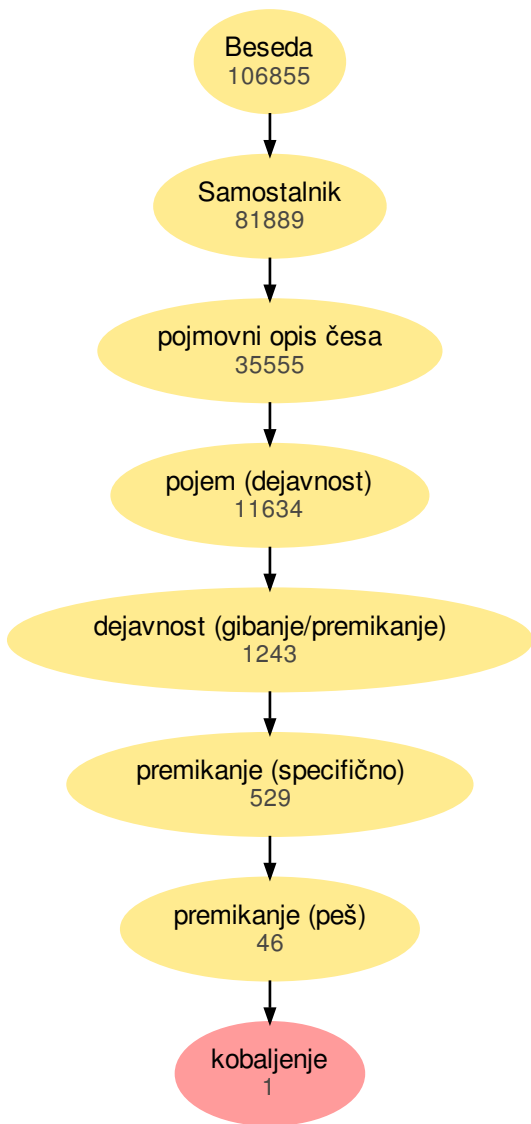 Beseda
106855
Samostalnik
81889
pojmovni opis česa
35555
pojem (dejavnost)
11634
dejavnost (gibanje/premikanje)
1243
premikanje (specifično)
529
premikanje (peš)
46
kobaljenje
1